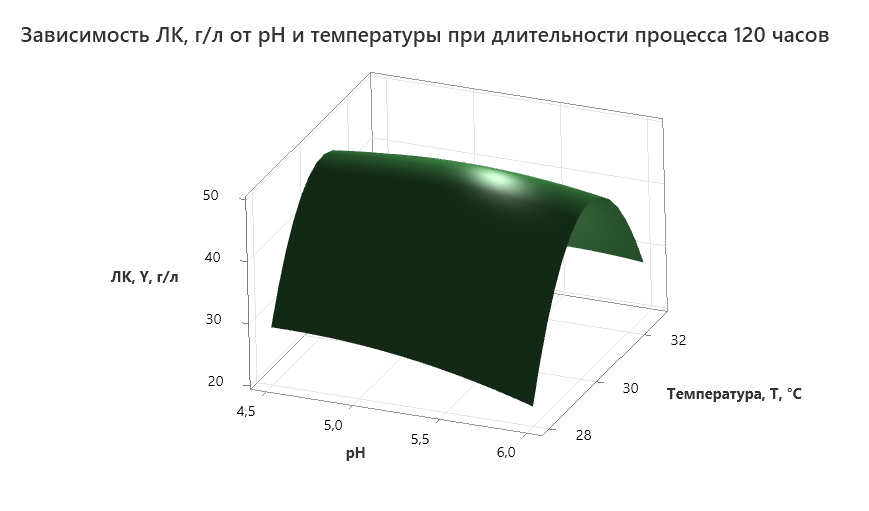 Зависимость ЛК, г/л от pH и температуры при длительности процесса 120 часов
50
40
ЛК, Y, г/л
30
20
4,5
5,0
5,5
6,0
pH
28
30
32
Температура, T, °C